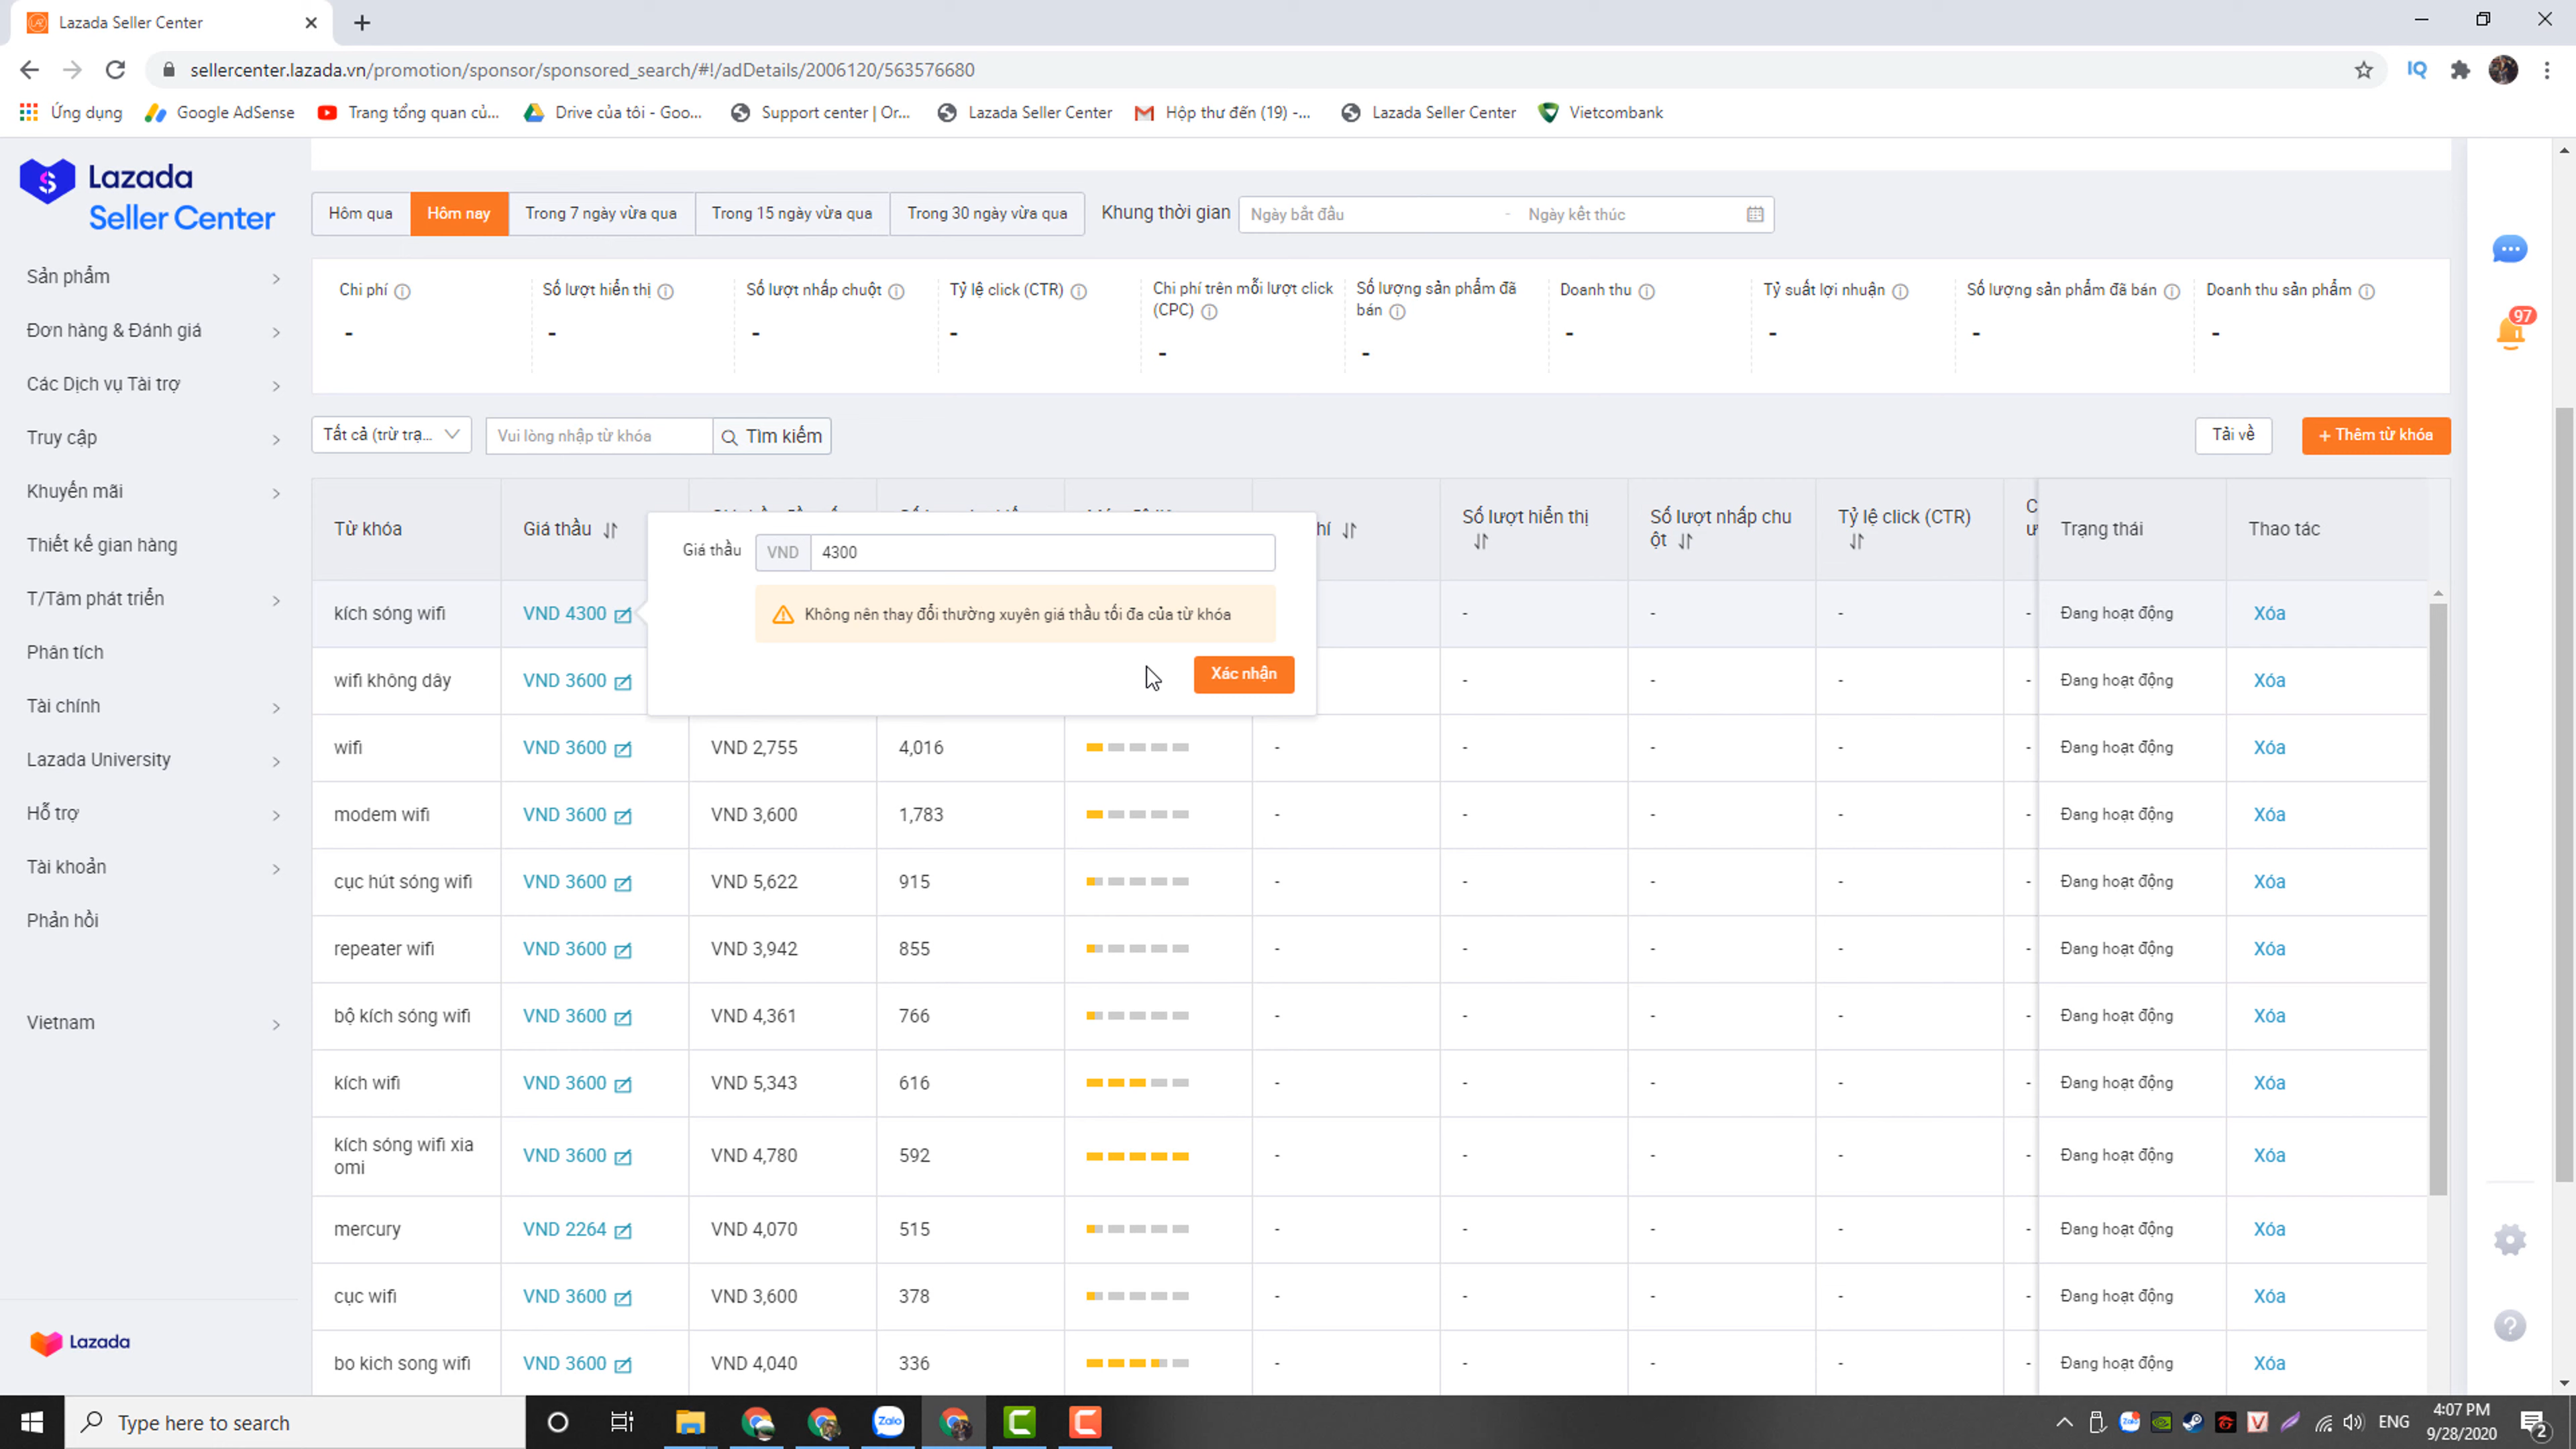 Lazada Seller Center
sellercenter.lazada.vn/promotion/sponsor/sponsored_search/#!/adDetails/2006120/563576680
IQ
Ứng dụng
Google AdSense
Trang tổng quan củ...
Drive của tôi - Goo...
Support center | Or...
Lazada Seller Center
Hộp thư đến (19) -...
Lazada Seller Center
Vietcombank
Lazada
Seller Center
Sản phẩm
Đơn hàng & Đánh giá
Các Dịch vụ Tài trợ
Truy cập
Khuyến mãi
Thiết kế gian hàng
T/Tâm phát triển
Phân tích
Tài chính
Lazada University
Hỗ trợ
Tài khoản
Phản hồi
Vietnam
Lazada
Hôm qua
Hôm nay
Trong 7 ngày vừa qua
Trong 15 ngày vừa qua
Trong 30 ngày vừa qua
Khung thời gian
Ngày bắt đầu
-
Ngày kết thúc
97
Chi phí
-
Số lượt hiển thị
-
Số lượt nhấp chuột
-
Tỷ lệ click (CTR)
-
Chi phí trên mỗi lượt click
(CPC)
-
Số lượng sản phẩm đã
bán
-
Doanh thu
-
Tỷ suất lợi nhuận
-
Số lượng sản phẩm đã bán
-
Doanh thu sản phẩm
-
Tất cả (trừ trạ...
Vui lòng nhập từ khóa
Tìm kiếm
Tải về
+ Thêm từ khóa
Từ khóa
Giá thầu
hí
Số lượt hiển thị
Số lượt nhấp chu
ột
Tỷ lệ click (CTR)
Trạng thái
Thao tác
Giá thầu
VND
4300
Không nên thay đổi thường xuyên giá thầu tối đa của từ khóa
Xác nhận
kích sóng wifi VND 4300 - - - - Đang hoạt động Xóa
wifi không dây VND 3600 - - - - Đang hoạt động Xóa
wifi VND 3600 VND 2,755 4,016 - - - - - Đang hoạt động Xóa
modem wifi VND 3600 VND 3,600 1,783 - - - - - Đang hoạt động Xóa
cục hút sóng wifi VND 3600 VND 5,622 915 - - - - - Đang hoạt động Xóa
repeater wifi VND 3600 VND 3,942 855 - - - - - Đang hoạt động Xóa
bộ kích sóng wifi VND 3600 VND 4,361 766 - - - - - Đang hoạt động Xóa
kích wifi VND 3600 VND 5,343 616 - - - - - Đang hoạt động Xóa
kích sóng wifi xia
omi
VND 3600 VND 4,780 592 - - - - - Đang hoạt động Xóa
mercury VND 2264 VND 4,070 515 - - - - - Đang hoạt động Xóa
cục wifi VND 3600 VND 3,600 378 - - - - - Đang hoạt động Xóa
bo kich song wifi VND 3600 VND 4,040 336 - - - - - Đang hoạt động Xóa
Type here to search
Zalo
ENG
4:07 PM
9/28/2020
2